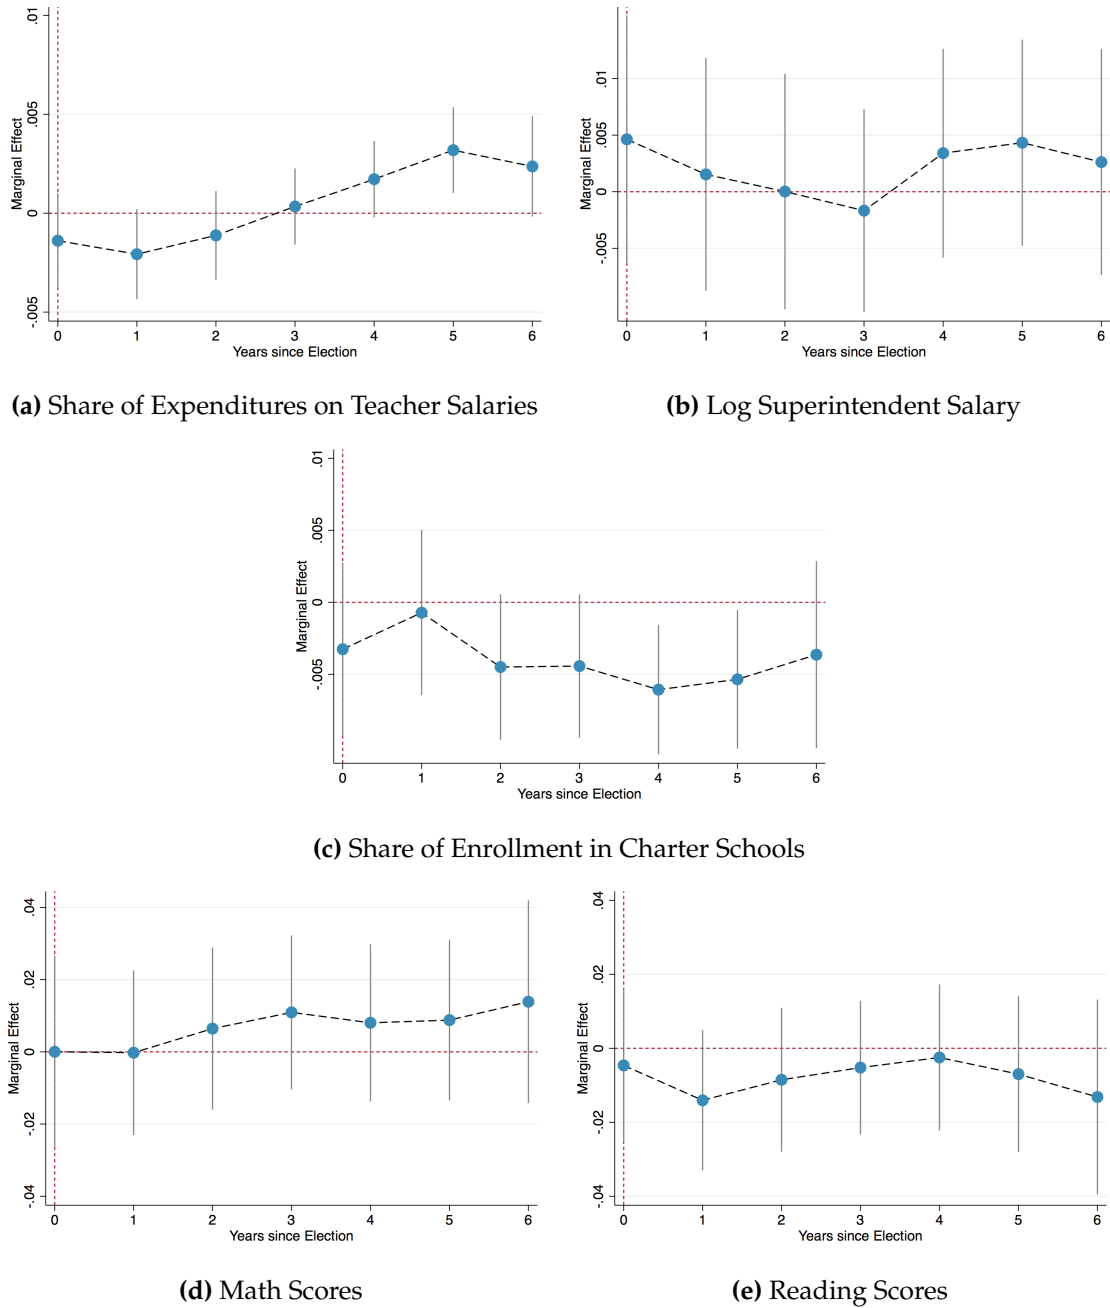 .01
.005
0
-.005
Marginal Effect
0 1 2 3 4 5 6
Years since Election
(a) Share of Expenditures on Teacher Salaries
.01
.005
0
-.005
Marginal Effect
0 1 2 3 4 5 6
Years since Election
(b) Log Superintendent Salary
.01
.005
0
-.005
Marginal Effect
0 1 2 3 4 5 6
Years since Election
(c) Share of Enrollment in Charter Schools
.04
.02
0
-.02
-.04
Marginal Effect
0 1 2 3 4 5 6
Years since Election
(d) Math Scores
.04
.02
0
-.02
-.04
Marginal Effect
0 1 2 3 4 5 6
Years since Election
(e) Reading Scores